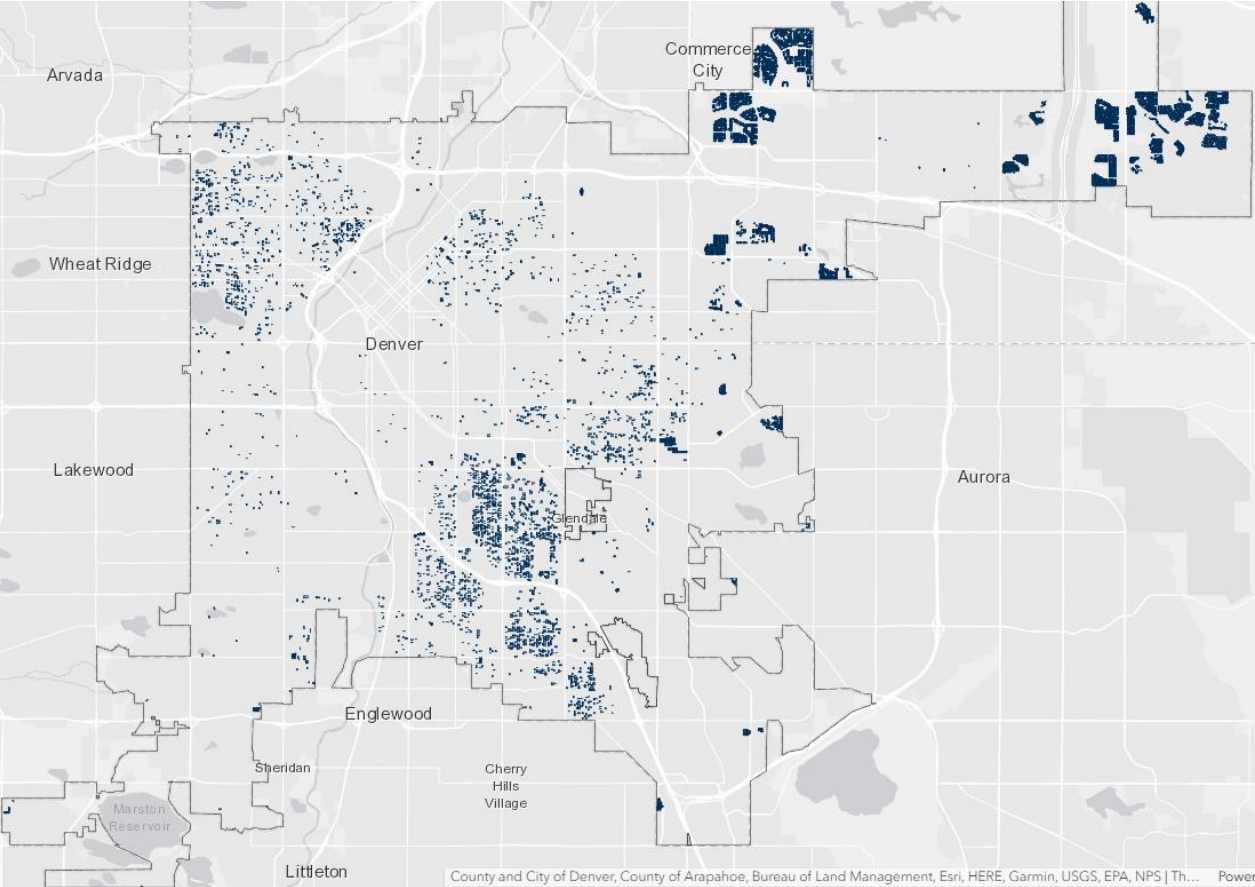 Commerce
City
Arvada
Wheat Ridge
Denver
Lakewood
Aurora
Glendale
Englewood
Sheridan
Cherry
Hills
Village
Marston
Reservoir
Littleton
County and City of Denver, County of Arapahoe, Bureau of Land Management, Esri, HERE, Garmin, USGS, EPA, NPS | Th... Power